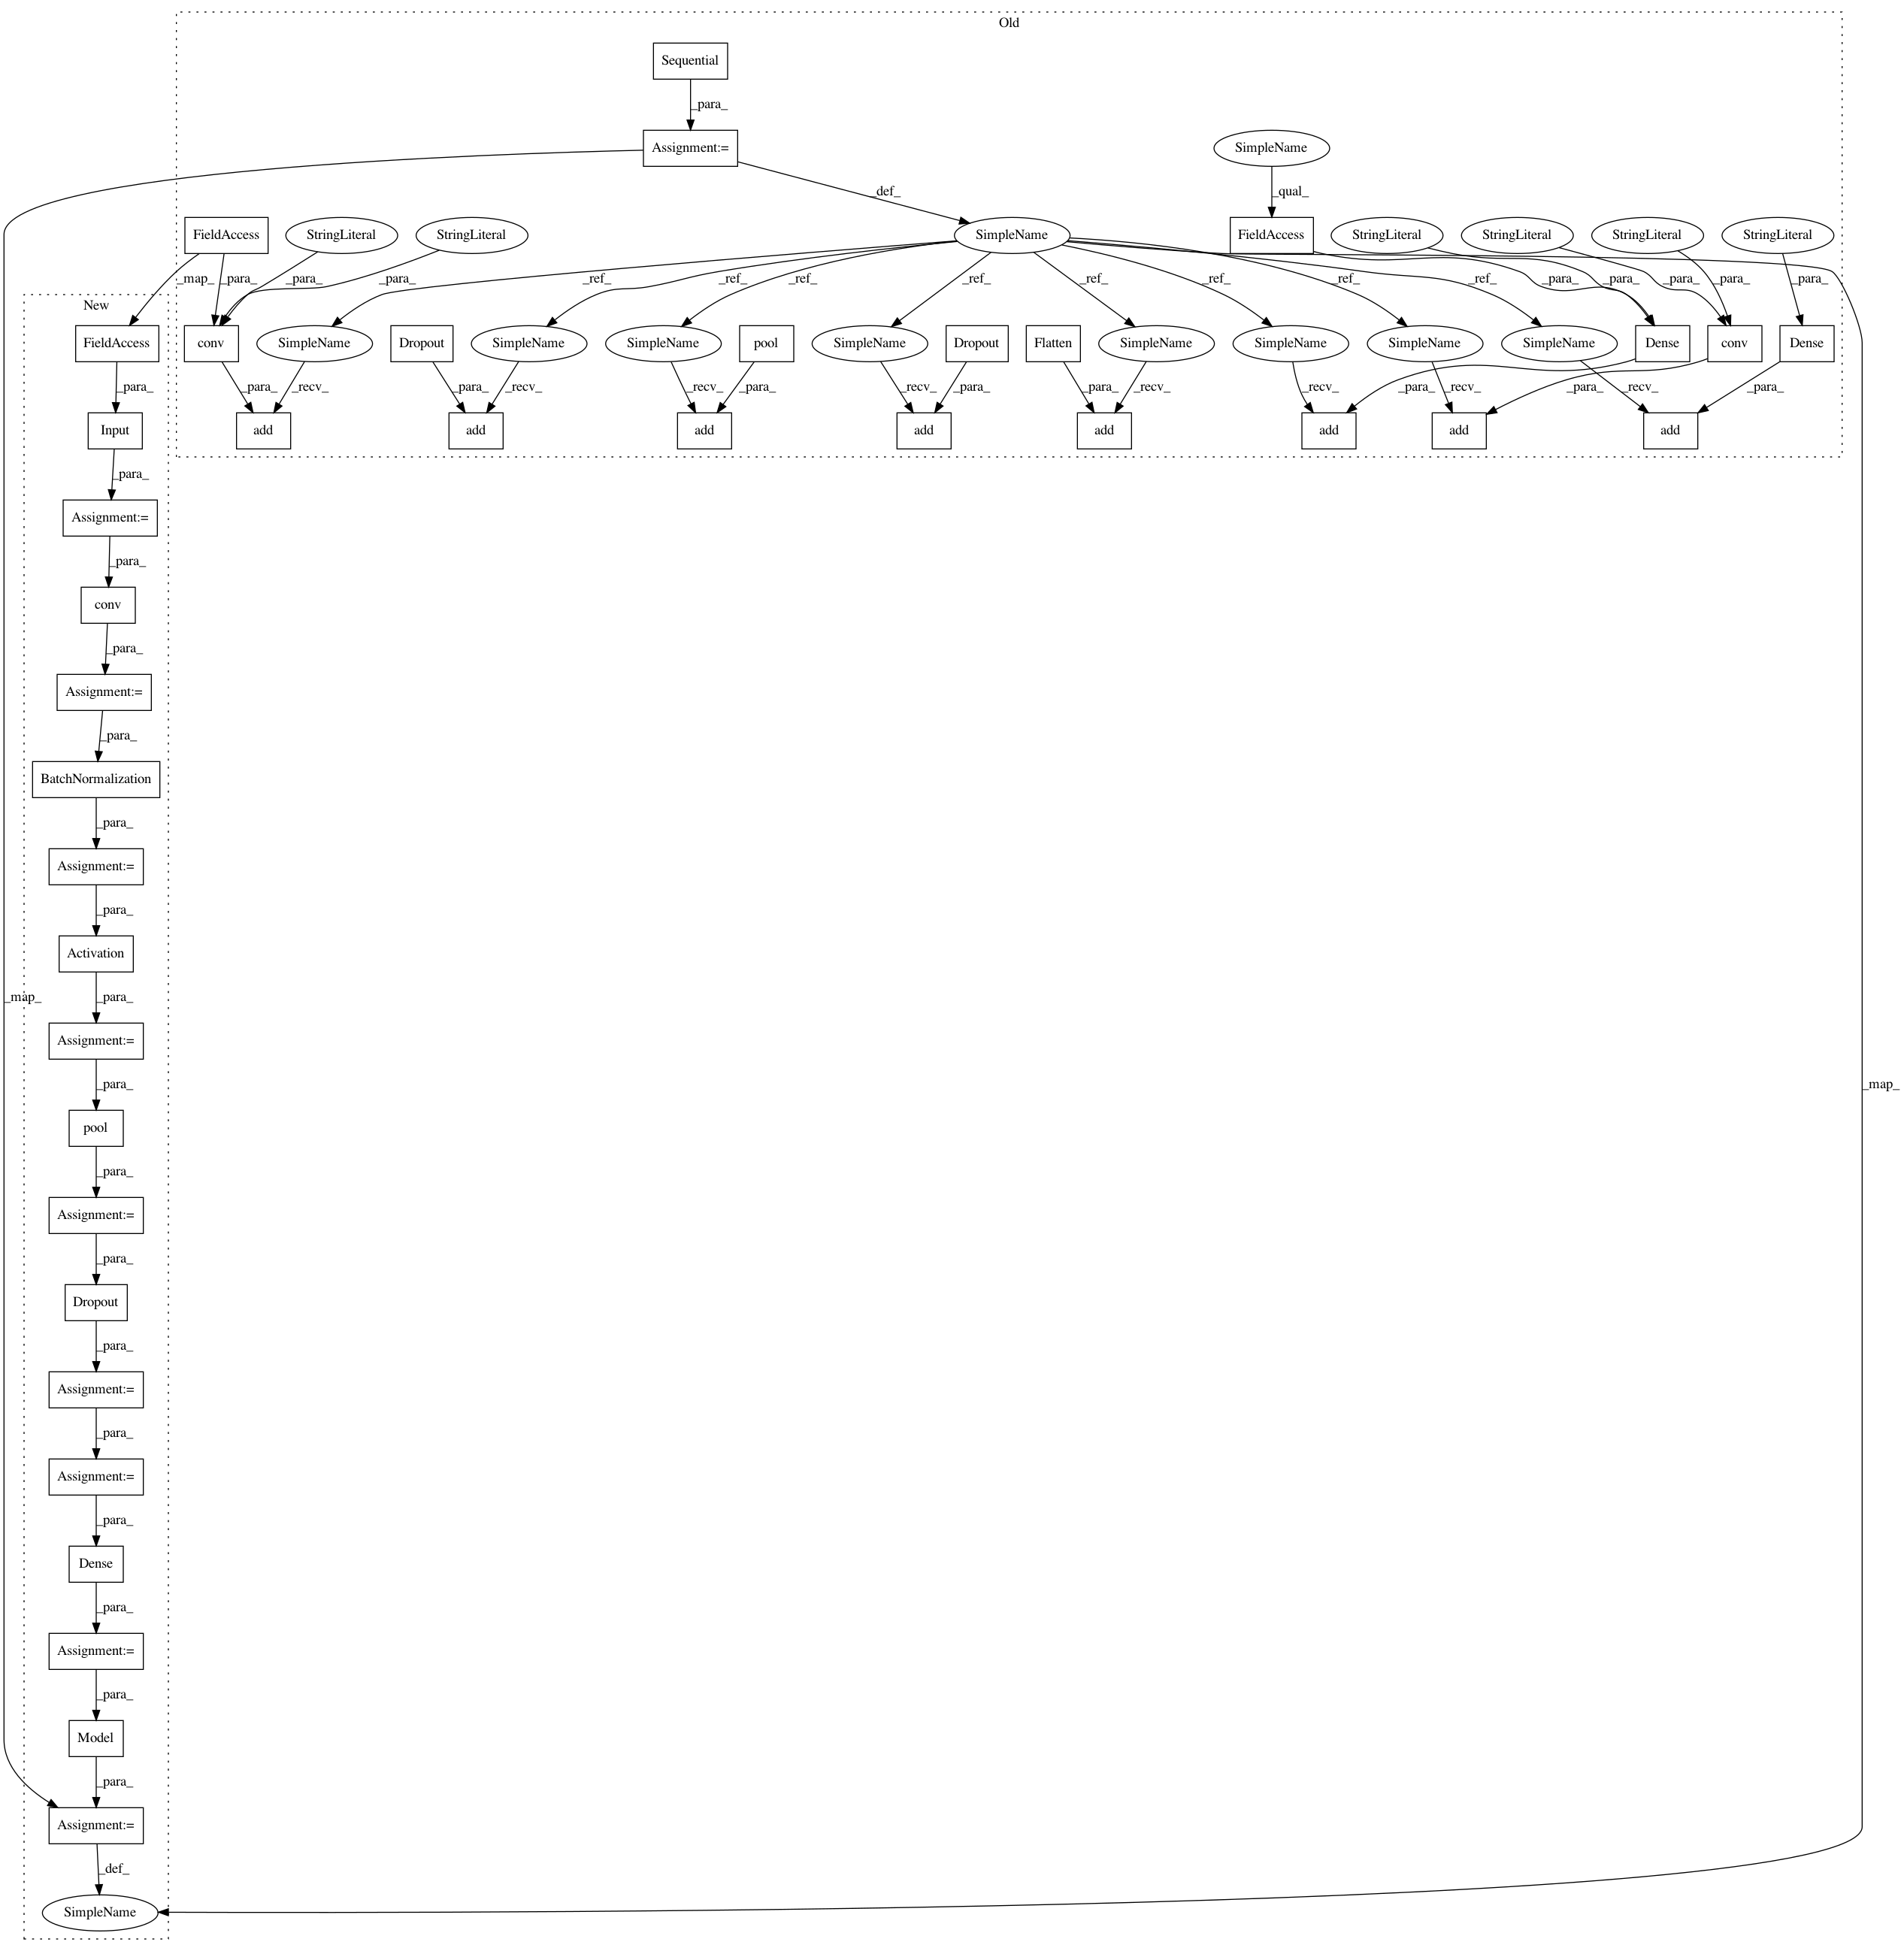 Old
Sequential
_para_
Assignment:=
SimpleName
_def_
_qual_
FieldAccess
StringLiteral
StringLiteral
SimpleName
FieldAccess
StringLiteral
StringLiteral
StringLiteral
StringLiteral
_map_
_para_
_para_
_para_
_ref_
_ref_
_ref_
_ref_
_ref_
_ref_
_ref_
_ref_
_para_
_para_
_para_
_para_
_para_
New
FieldAccess
conv
SimpleName
Dropout
SimpleName
SimpleName
pool
SimpleName
Dropout
Flatten
SimpleName
SimpleName
SimpleName
SimpleName
Dense
conv
Dense
_para_
_para_
_recv_
_para_
_recv_
_recv_
_para_
_recv_
_para_
_para_
_recv_
_recv_
_para_
_recv_
_para_
_recv_
_para_
Input
add
add
add
add
add
add
add
add
_para_
Assignment:=
_para_
conv
_para_
Assignment:=
_para_
BatchNormalization
_para_
Assignment:=
_para_
Activation
_map_
_para_
Assignment:=
_para_
_map_
pool
_para_
Assignment:=
_para_
Dropout
_para_
Assignment:=
_para_
Assignment:=
_para_
Dense
_para_
Assignment:=
_para_
Model
_para_
Assignment:=
_def_
SimpleName